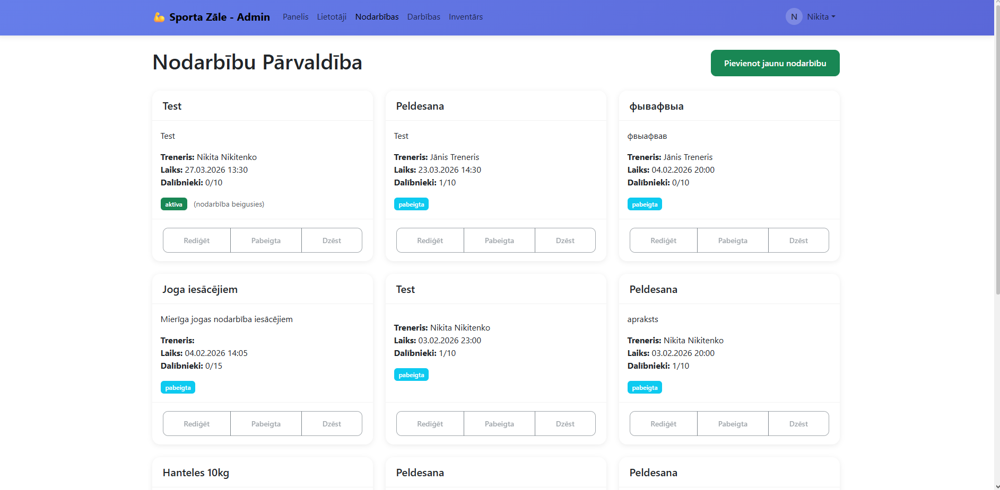 💪 Sporta Zāle - Admin Panelis Lietotāji Nodarbības Darbības Inventārs N Nikita
Nodarbību Pārvaldība
Pievienot jaunu nodarbību
Test
Test
Treneris: Nikita Nikitenko
Laiks: 27.03.2026 13:30
Dalībnieki: 0/10
aktīva (nodarbība beigusies)
Rediģēt Pabeigta Dzēst
Peldesana
Test
Treneris: Jānis Treneris
Laiks: 23.03.2026 14:30
Dalībnieki: 1/10
pabeigta
Rediģēt Pabeigta Dzēst
фывафвыа
фвыафвав
Treneris: Jānis Treneris
Laiks: 04.02.2026 20:00
Dalībnieki: 0/10
pabeigta
Rediģēt Pabeigta Dzēst
Joga iesācējiem
Mierīga jogas nodarbība iesācējiem
Treneris:
Laiks: 04.02.2026 14:05
Dalībnieki: 0/15
pabeigta
Rediģēt Pabeigta Dzēst
Test
Treneris: Nikita Nikitenko
Laiks: 03.02.2026 23:00
Dalībnieki: 1/10
pabeigta
Rediģēt Pabeigta Dzēst
Peldesana
apraksts
Treneris: Nikita Nikitenko
Laiks: 03.02.2026 20:00
Dalībnieki: 1/10
pabeigta
Rediģēt Pabeigta Dzēst
Hanteles 10kg
Peldesana
Peldesana